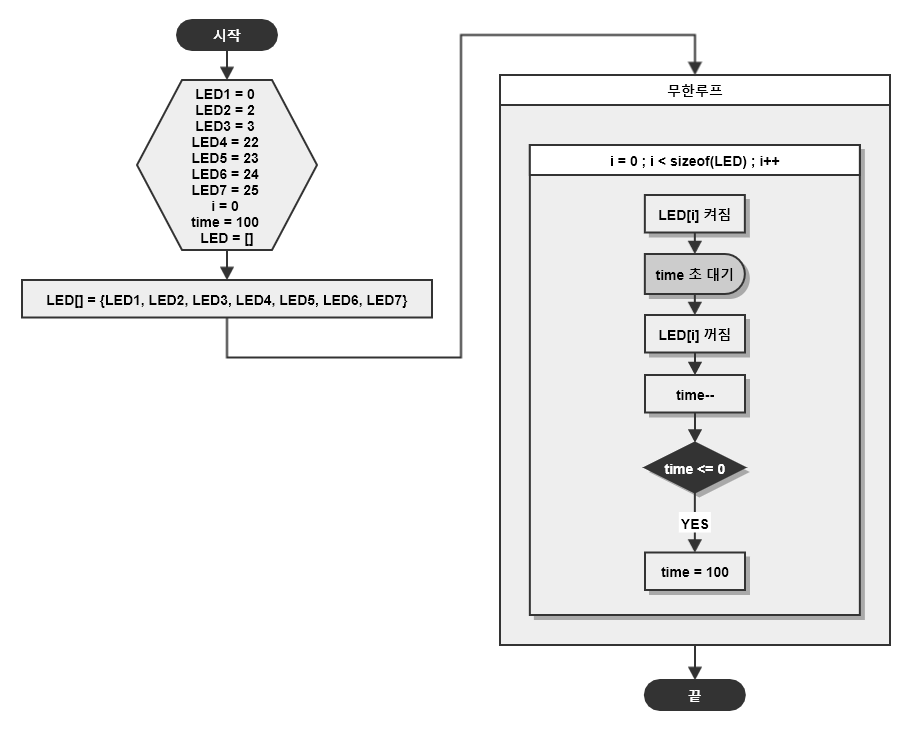 시작
LED1 = 0
LED2 = 2
LED3 = 3
LED4 = 22
LED5 = 23
LED6 = 24
LED7 = 25
i = 0
time = 100
LED = []
LED[] = {LED1, LED2, LED3, LED4, LED5, LED6, LED7}
무한루프
i = 0 ; i < sizeof(LED) ; i++
LED[i] 켜짐
time 초 대기
LED[i] 꺼짐
time--
time <= 0
YES
time = 100
끝